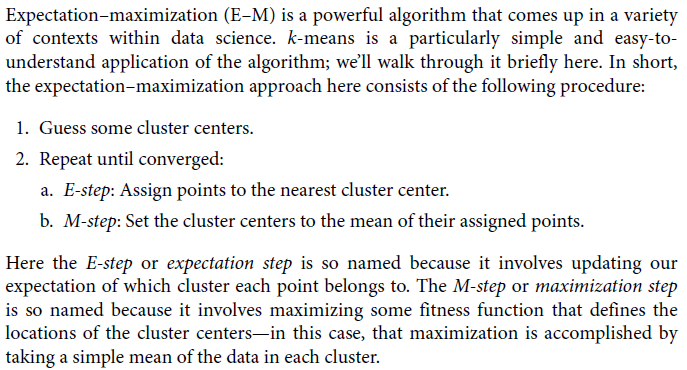 Expectation–maximization (E–M) is a powerful algorithm that comes up in a variety
of contexts within data science. k-means is a particularly simple and easy-to-
understand application of the algorithm; we'll walk through it briefly here. In short,
the expectation–maximization approach here consists of the following procedure:
1. Guess some cluster centers.
2. Repeat until converged:
a. E-step: Assign points to the nearest cluster center.
b. M-step: Set the cluster centers to the mean of their assigned points.
Here the E-step or expectation step is so named because it involves updating our
expectation of which cluster each point belongs to. The M-step or maximization step
is so named because it involves maximizing some fitness function that defines the
locations of the cluster centers—in this case, that maximization is accomplished by
taking a simple mean of the data in each cluster.